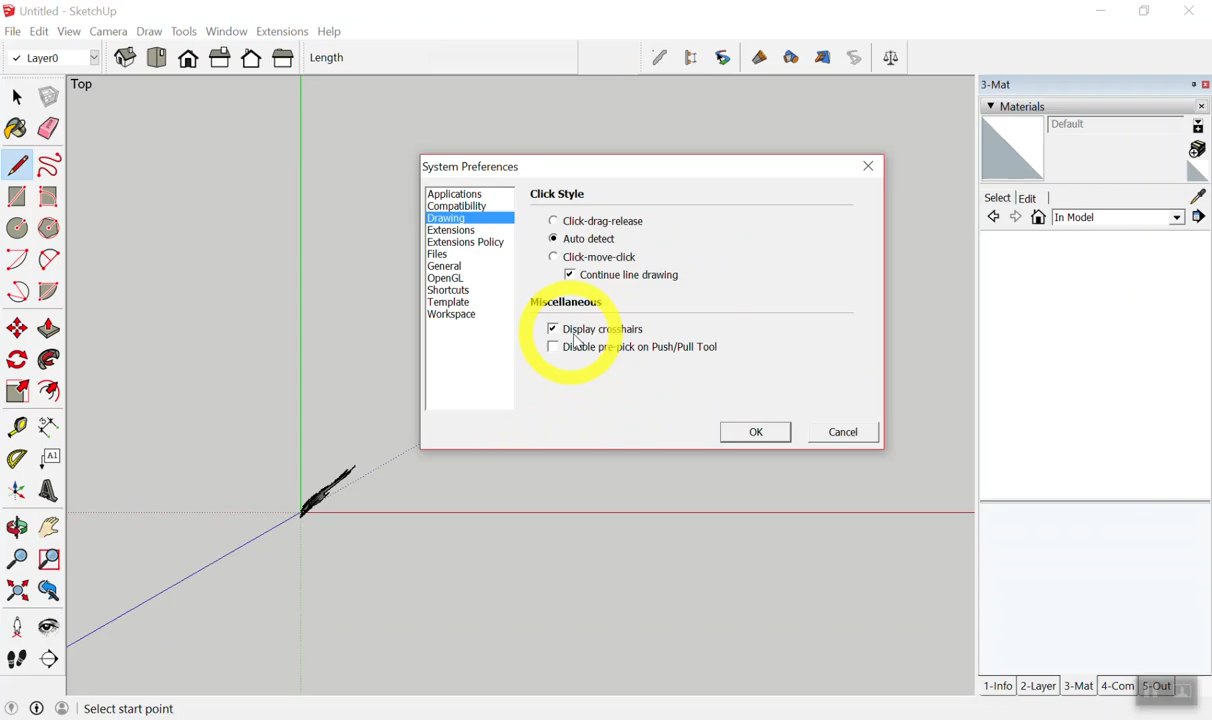 Untitled - SketchUp
File Edit View Camera Draw Tools Window Extensions Help
Layer0
Length
Top
3-Mat
Materials
Default
Select Edit
In Model
System Preferences
Applications
Compatibility
Drawing
Extensions
Extensions Policy
Files
General
OpenGL
Shortcuts
Template
Workspace
Click Style
Click-drag-release
Auto detect
Click-move-click
Continue line drawing
Miscellaneous
Display crosshairs
Disable pre-pick on Push/Pull Tool
OK Cancel
A1
1-Info 2-Layer 3-Mat 4-Com 5-Out
Select start point